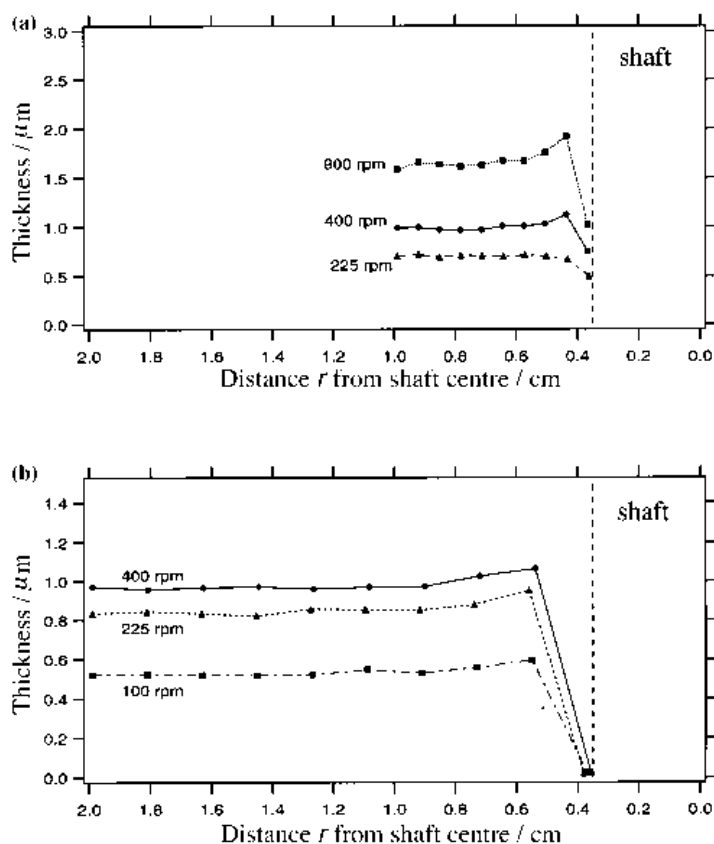 (a)
Thickness / μm
3.0
2.5
2.0
1.5
1.0
0.5
0.0
shaft
800 rpm
400 rpm
225 rpm
2.0 1.8 1.6 1.4 1.2 1.0 0.8 0.6 0.4 0.2 0.0
Distance r from shaft centre / cm
(b)
Thickness / μm
1.4
1.2
1.0
0.8
0.6
0.4
0.2
0.0
shaft
400 rpm
225 rpm
100 rpm
2.0 1.8 1.6 1.4 1.2 1.0 0.8 0.6 0.4 0.2 0.0
Distance r from shaft centre / cm